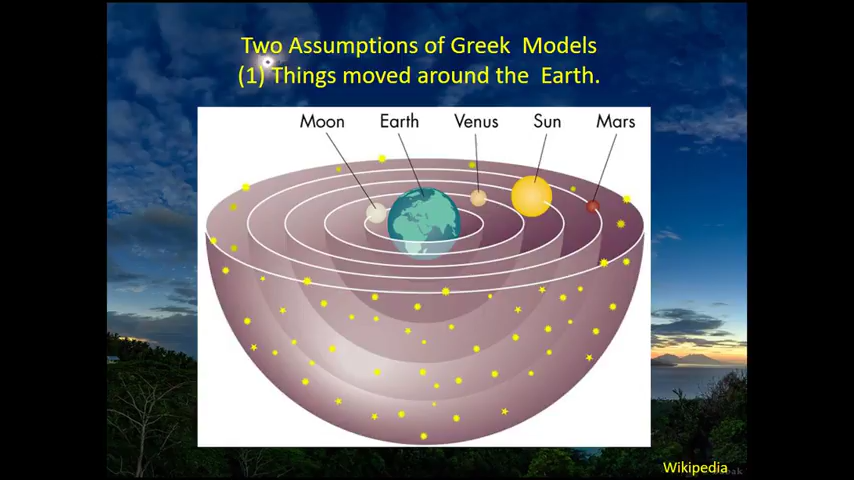 Two Assumptions of Greek Models
(1) Things moved around the Earth.
Moon Earth Venus Sun Mars
Wikipedia